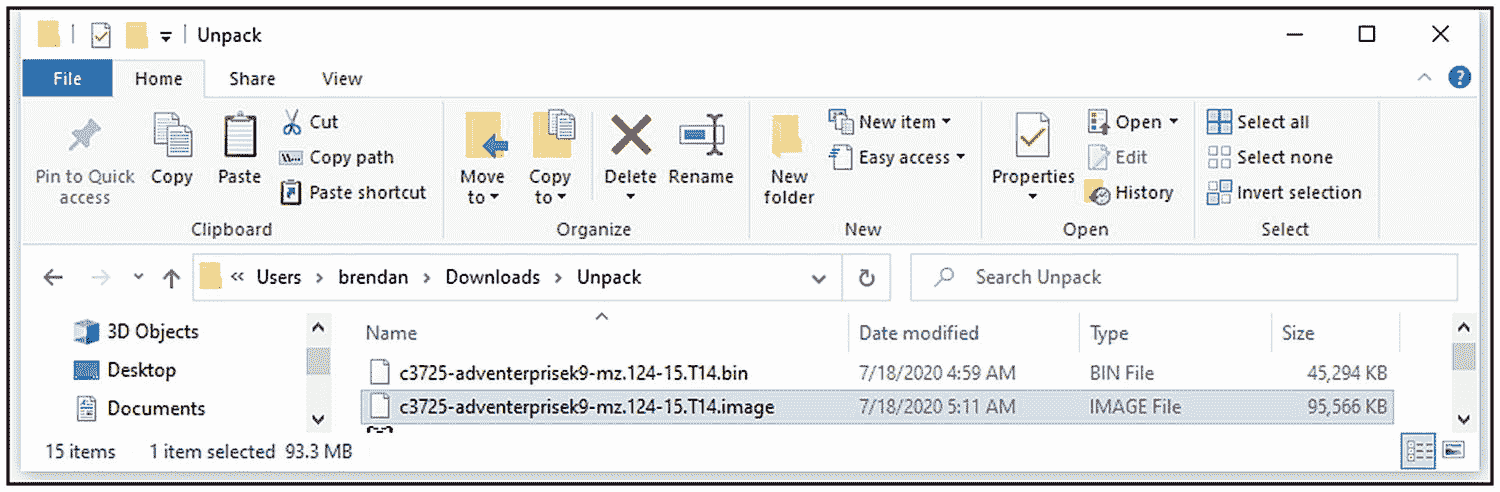 Unpack
File Home Share View
Pin to Quick access
Copy
Paste
Cut
Copy path
Paste shortcut
Clipboard
Move to
Copy to
Delete
Rename
Organize
New folder
New item
Easy access
New
Properties
Open
Edit
History
Open
Select all
Select none
Invert selection
Select
« Users > brendan > Downloads > Unpack
Search Unpack
3D Objects
Desktop
Documents
Name Date modified Type Size
c3725-adventerprisek9-mz.124-15.T14.bin 7/18/2020 4:59 AM BIN File 45,294 KB
c3725-adventerprisek9-mz.124-15.T14.image 7/18/2020 5:11 AM IMAGE File 95,566 KB
15 items 1 item selected 93.3 MB